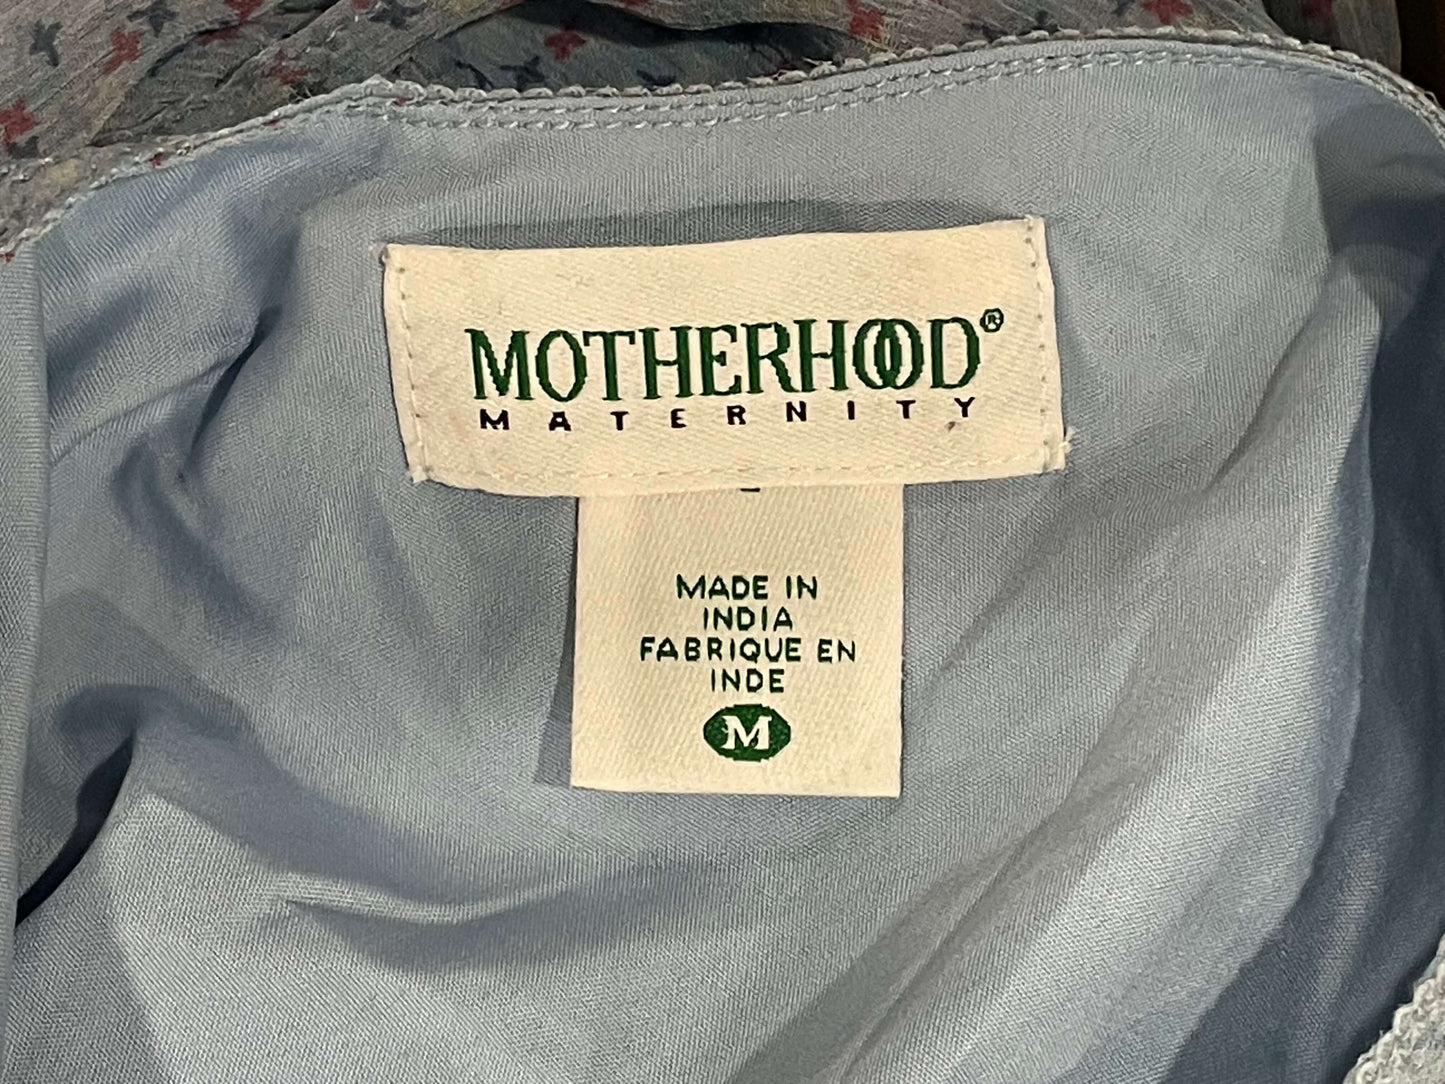 MOTHERHOOD®
MATERNITY
MADE IN
INDIA
FABRIQUE EN
INDE
M